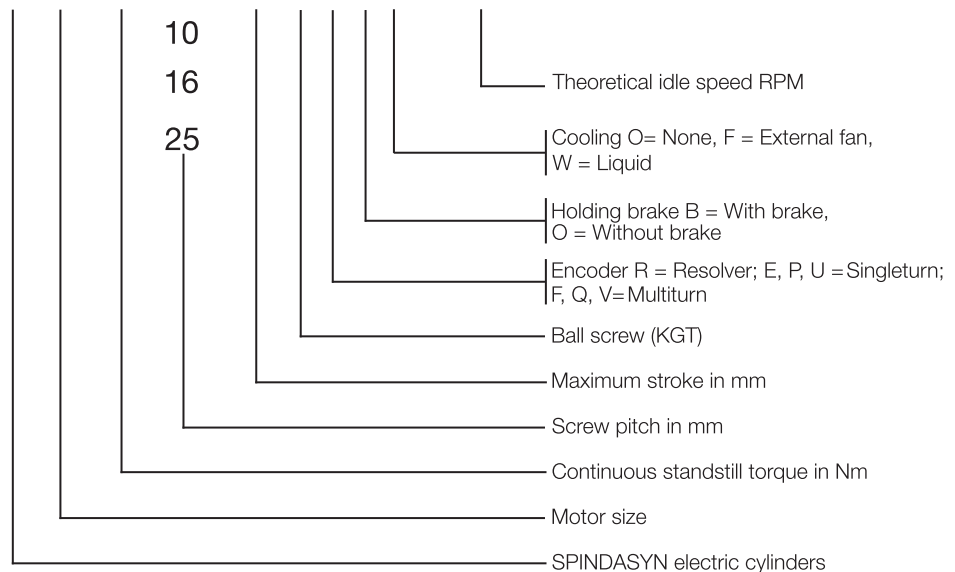 10
16
Theoretical idle speed RPM
25
Cooling O= None, F = External fan,
W = Liquid
Holding brake B = With brake,
O = Without brake
Encoder R = Resolver; E, P, U =Singleturn;
F, Q, V=Multiturn
Ball screw (KGT)
Maximum stroke in mm
Screw pitch in mm
Continuous standstill torque in Nm
Motor size
SPINDASYN electric cylinders